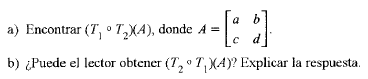 a) Encontrar (T₁ ∘ T₂)(A), donde A = [a b
c d].
b) ¿Puede el lector obtener (T₂ ∘ T₁)(A)? Explicar la respuesta.